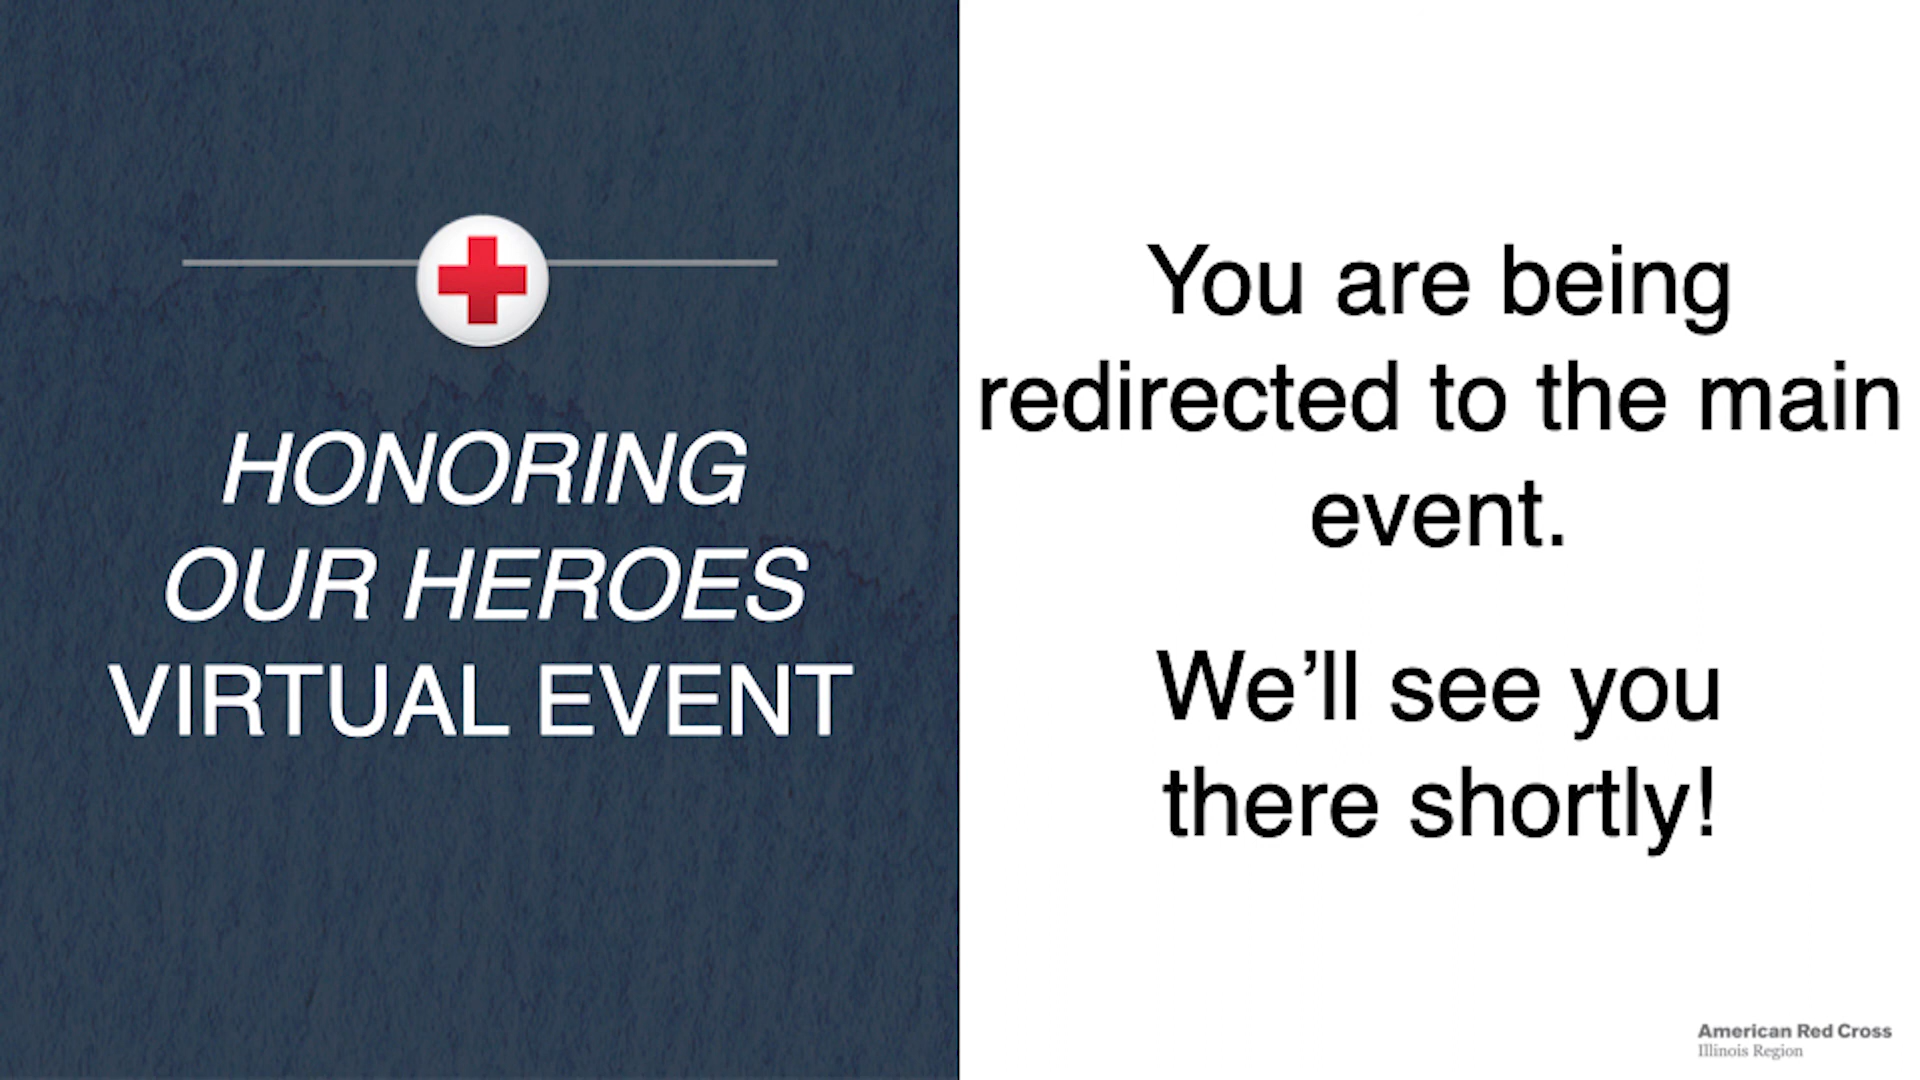 HONORING
OUR HEROES
VIRTUAL EVENT
You are being
redirected to the main
event.
We’ll see you
there shortly!
American Red Cross
Illinois Region